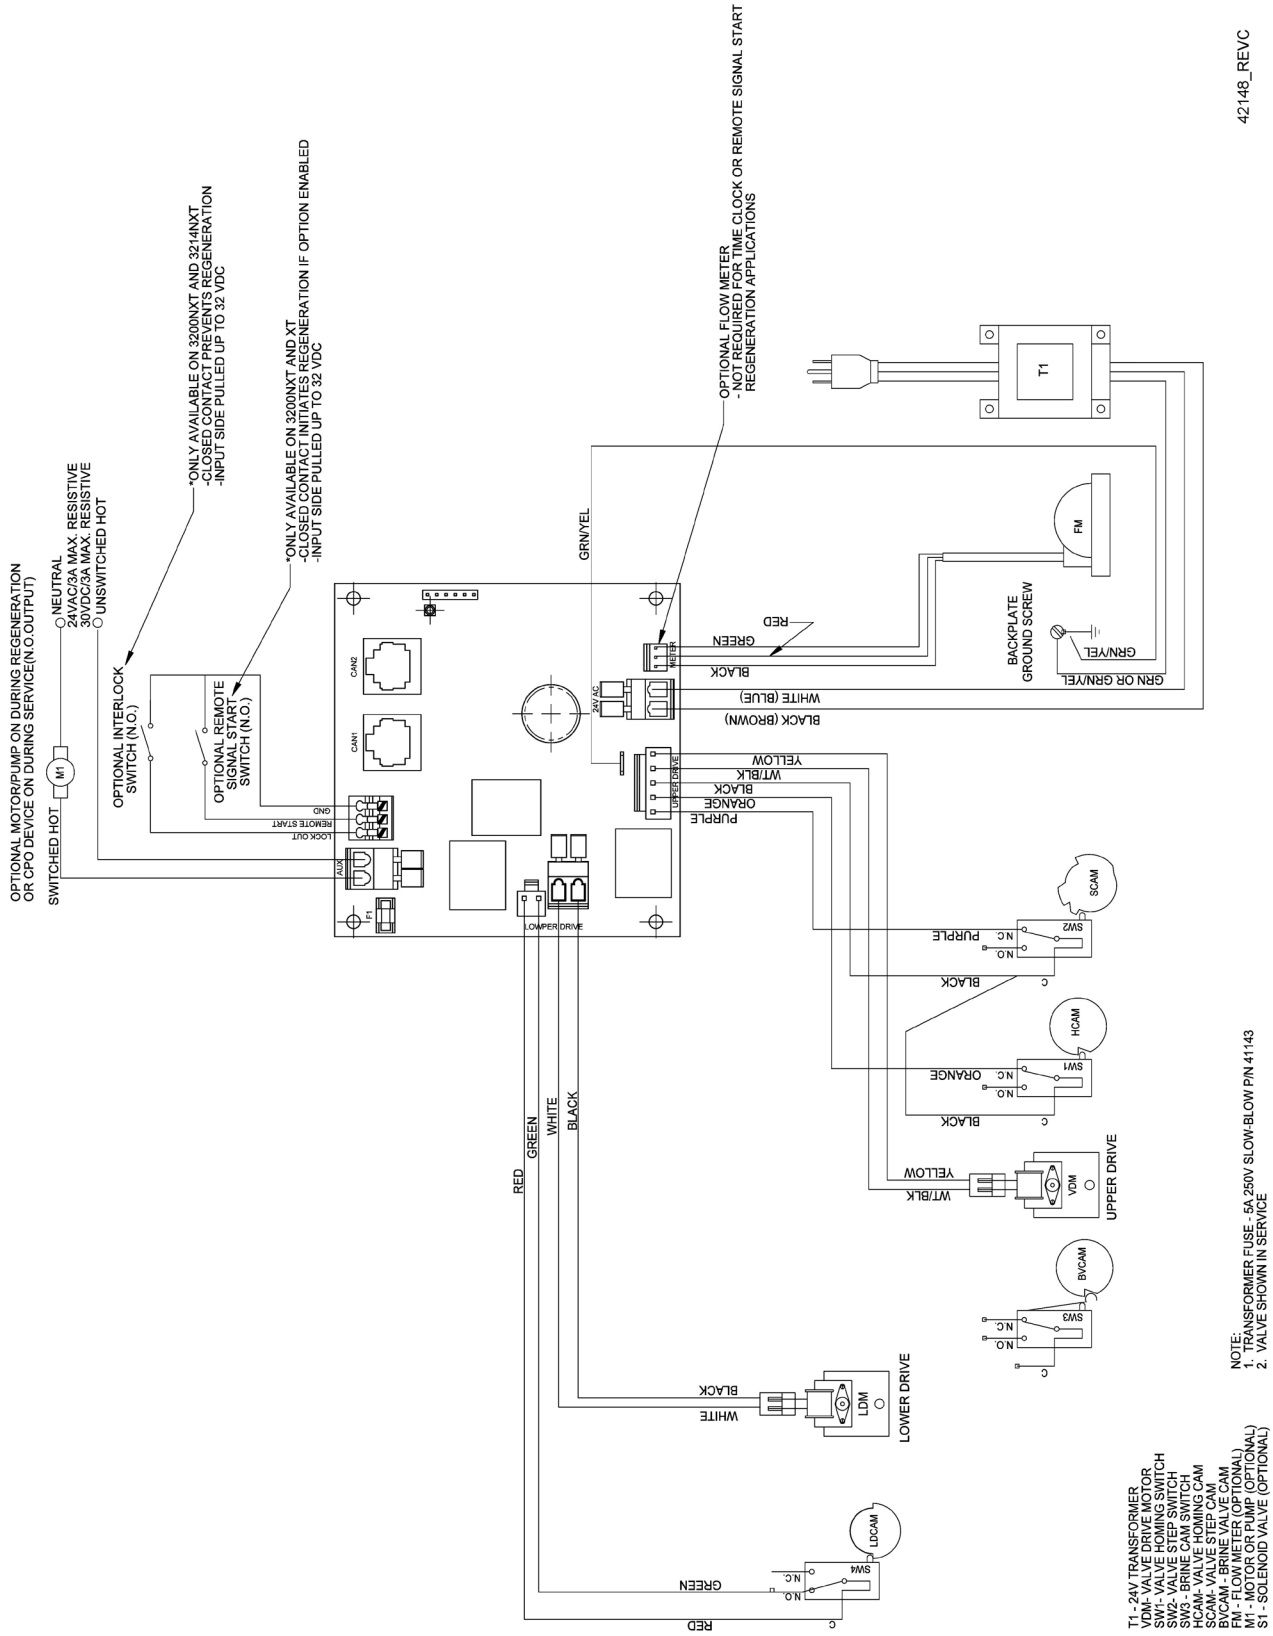 OPTIONAL MOTOR/PUMP ON DURING REGENERATION
OR CPO DEVICE ON DURING SERVICE(N.O.OUTPUT)
SWITCHED HOT
M1
NEUTRAL
24VAC/3A MAX. RESISTIVE
30VDC/3A MAX. RESISTIVE
UNSWITCHED HOT
OPTIONAL INTERLOCK
SWITCH (N.O.)
*ONLY AVAILABLE ON 3200NXT AND 3214NXT
-CLOSED CONTACT PREVENTS REGENERATION
-INPUT SIDE PULLED UP TO 32 VDC
OPTIONAL REMOTE
SIGNAL START
SWITCH (N.O.)
*ONLY AVAILABLE ON 3200NXT AND XT
-CLOSED CONTACT INITIATES REGENERATION IF OPTION ENABLED
-INPUT SIDE PULLED UP TO 32 VDC
AUX
LOCK OUT
REMOTE START
GND
F1
CAN1
CAN2
LOWPER DRIVE
24V AC
METER
UPPER DRIVE
GRN/YEL
OPTIONAL FLOW METER
- NOT REQUIRED FOR TIME CLOCK OR REMOTE SIGNAL START
REGENERATION APPLICATIONS
RED
GREEN
BLACK
WHITE (BLUE)
BLACK (BROWN)
YELLOW
WT/BLK
BLACK
ORANGE
PURPLE
BACKPLATE
GROUND SCREW
GRN/YEL
GRN OR GRN/YEL
FM
T1
RED
GREEN
WHITE
BLACK
PURPLE
N.C.
N.O.
SW2
SCAM
BLACK
C
ORANGE
N.C.
N.O.
SW1
HCAM
BLACK
C
YELLOW
WT/BLK
VDM
UPPER DRIVE
N.C.
N.O.
SW3
BVCAM
C
BLACK
WHITE
LDM
LOWER DRIVE
GREEN
N.C.
N.O.
SW4
LDCAM
RED
C
T1 - 24V TRANSFORMER
VDM- VALVE DRIVE MOTOR
SW1- VALVE HOMING SWITCH
SW2- VALVE STEP SWITCH
SW3 - BRINE CAM SWITCH
HCAM- VALVE HOMING CAM
SCAM- VALVE STEP CAM
BVCAM - BRINE VALVE CAM
FM - FLOW METER (OPTIONAL)
M1 - MOTOR OR PUMP (OPTIONAL)
S1 - SOLENOID VALVE (OPTIONAL)
NOTE:
1. TRANSFORMER FUSE - 5A 250V SLOW-BLOW P/N 41143
2. VALVE SHOWN IN SERVICE
42148_REVC